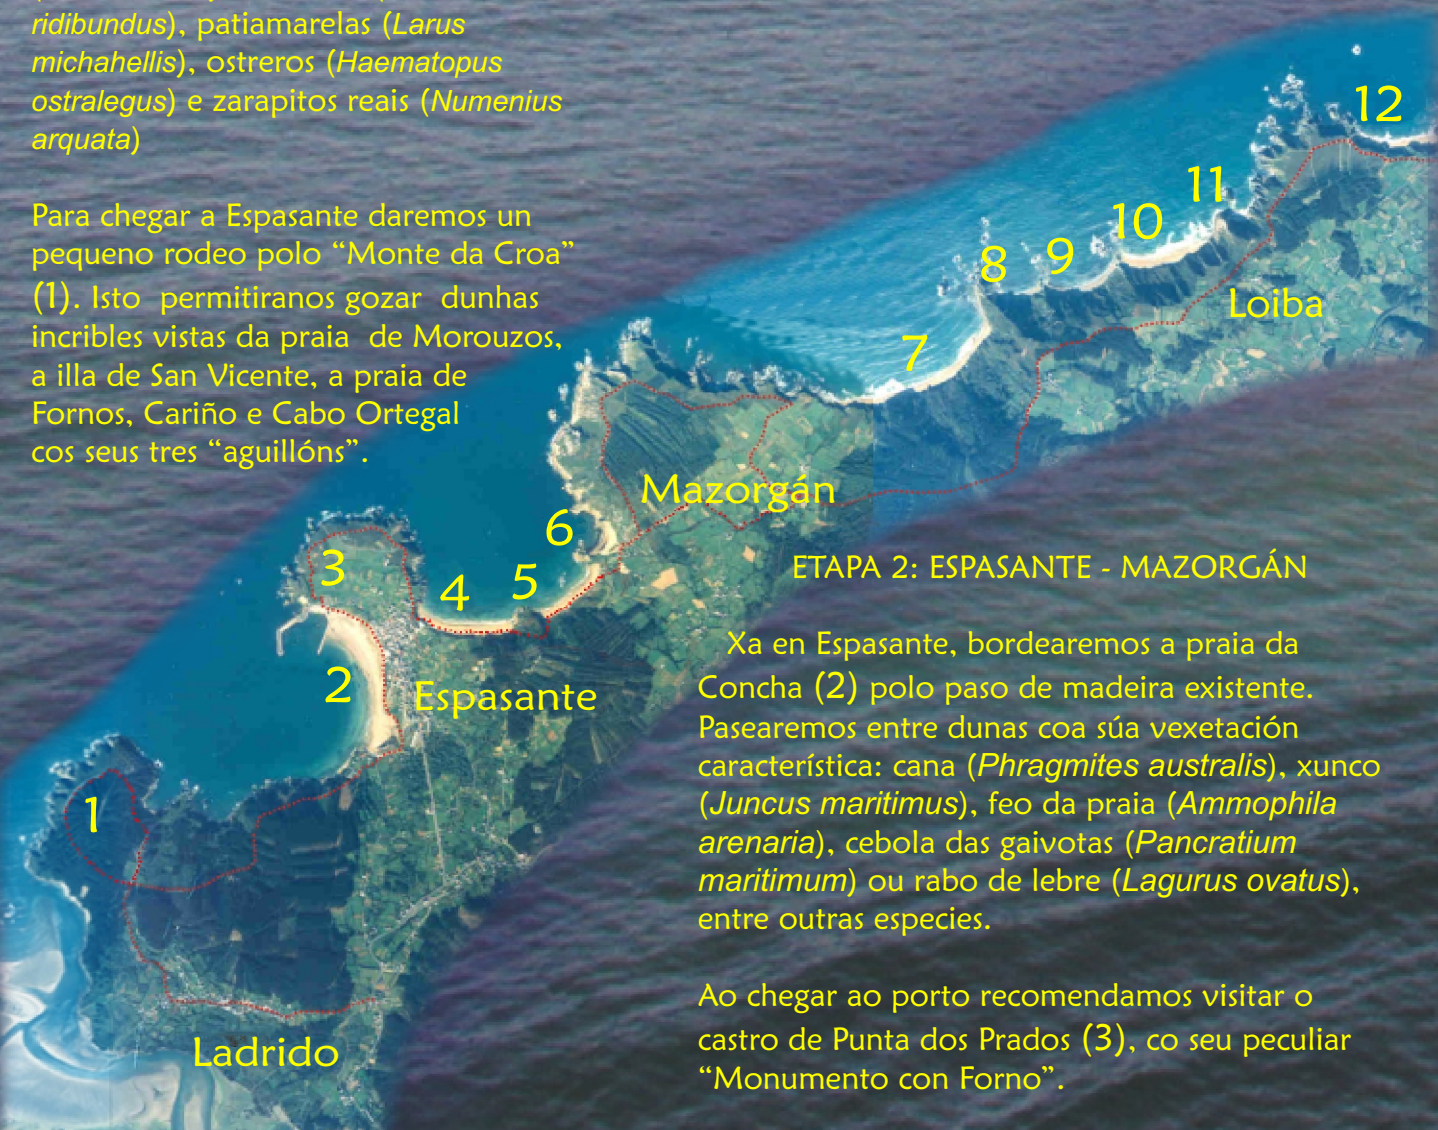 ridibundus), patiamarelas (Larus
michahellis), ostreros (Haematopus
ostralegus) e zarapitos reais (Numenius
arquata)
Para chegar a Espasante daremos un
pequeno rodeo polo “Monte da Croa”
(1). Isto permitiranos gozar dunhas
incribles vistas da praia de Morouzos,
a illa de San Vicente, a praia de
Fornos, Cariño e Cabo Ortegal
cos seus tres “aguillóns”.
12
11
10
9
8
Loiba
7
Mazorgán
6
5
4
3
2
Espasante
1
Ladrido
ETAPA 2: ESPASANTE - MAZORGÁN
Xa en Espasante, bordearemos a praia da
Concha (2) polo paso de madeira existente.
Pasearemos entre dunas coa súa vexetación
característica: cana (Phragmites australis), xunco
(Juncus maritimus), feo da praia (Ammophila
arenaria), cebola das gaivotas (Pancratium
maritimum) ou rabo de lebre (Lagurus ovatus),
entre outras especies.
Ao chegar ao porto recomendamos visitar o
castro de Punta dos Prados (3), co seu peculiar
“Monumento con Forno”.